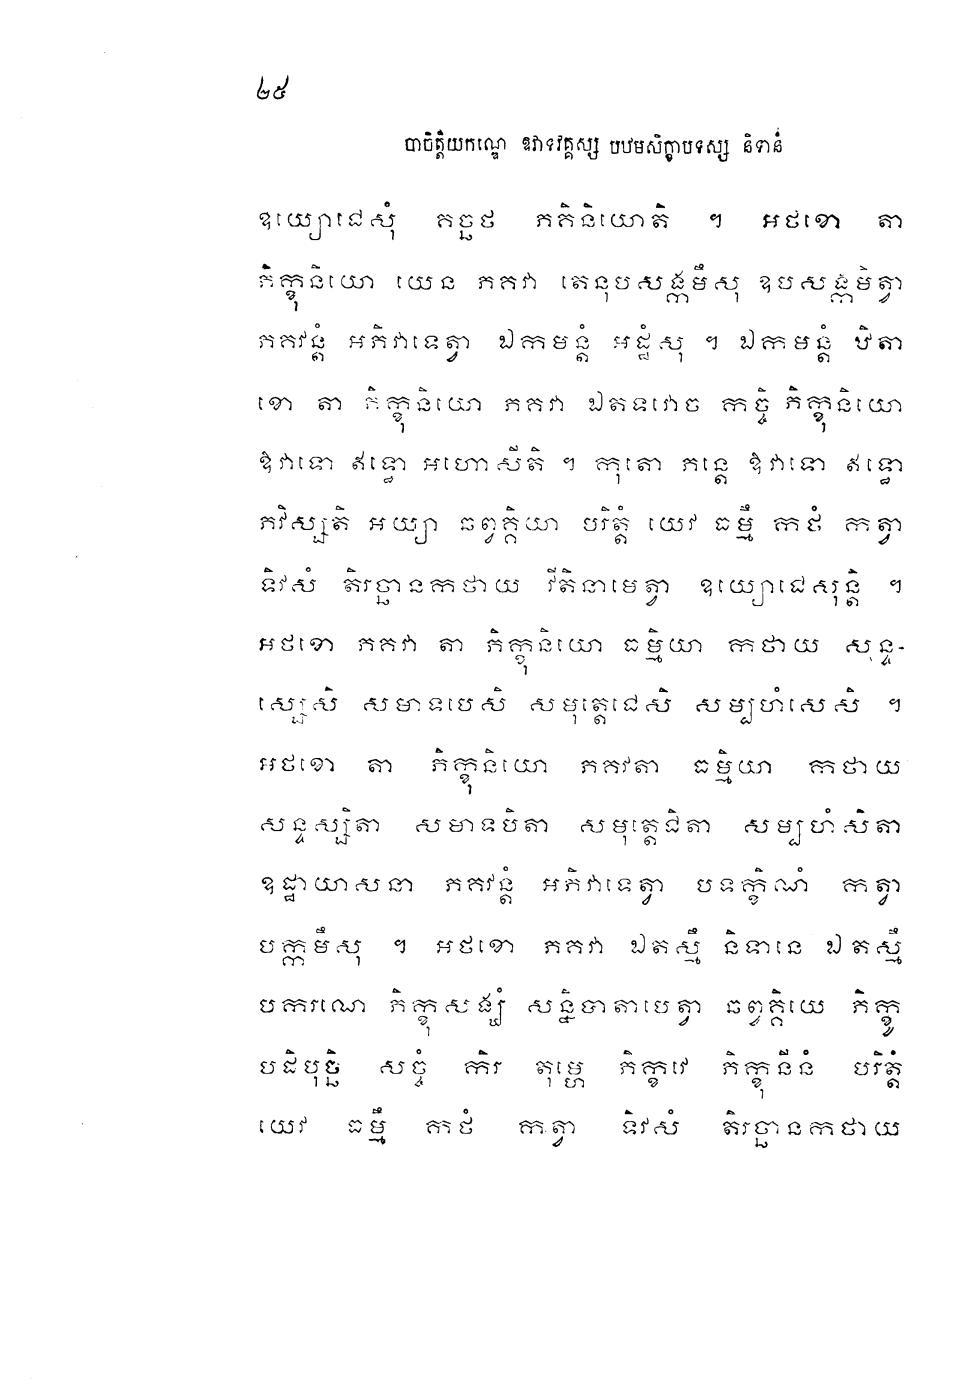 ២៥
បាចិត្តិយកណ្ឌេ ឱវាទវគ្គស្ស បឋមសិក្ខាបទស្ស និទានំ
ឧយ្យោជេសុំ គច្ឆថ ភគិនិយោតិ ។ អថខោ តា
ភិក្ខុនិយោ យេន ភគវា តេនុបសង្កមឹសុ ឧបសង្កមិត្វា
ភគវន្តំ អភិវាទេត្វា ឯកមន្តំ អដ្ឋំសុ ។ ឯកមន្តំ ឋិតា
ខោ តា ភិក្ខុនិយោ ភគវា ឯតទវោច កច្ចិ ភិក្ខុនិយោ
ឱវាទោ ឥទ្ធោ អហោសីតិ ។ កុតោ ភន្តេ ឱវាទោ ឥទ្ធោ
ភវិស្សតិ អយ្យា ឆព្វគ្គិយា បរិត្តំ យេវ ធម្មឹ កថំ កត្វា
ទិវសំ តិរច្ឆានកថាយ វីតិនាមេត្វា ឧយ្យោជេសុន្តិ ។
អថខោ ភគវា តា ភិក្ខុនិយោ ធម្មិយា កថាយ សន្ទ-
ស្សេសិ សមាទបេសិ សមុត្តេជេសិ សម្បហំសេសិ ។
អថខោ តា ភិក្ខុនិយោ ភគវតា ធម្មិយា កថាយ
សន្ទស្សិតា សមាទបិតា សមុត្តេជិតា សម្បហំសិតា
ឧដ្ឋាយាសនា ភគវន្តំ អភិវាទេត្វា បទក្ខិណំ កត្វា
បក្កមឹសុ ។ អថខោ ភគវា ឯតស្មឹ និទានេ ឯតស្មឹ
បករណេ ភិក្ខុសង្ឃំ សន្និបាតាបេត្វា ឆព្វគ្គិយេ ភិក្ខូ
បដិបុច្ឆិ សច្ចំ កិរ តុម្ហេ ភិក្ខវេ ភិក្ខុនីនំ បរិត្តំ
យេវ ធម្មឹ កថំ កត្វា ទិវសំ តិរច្ឆានកថាយ